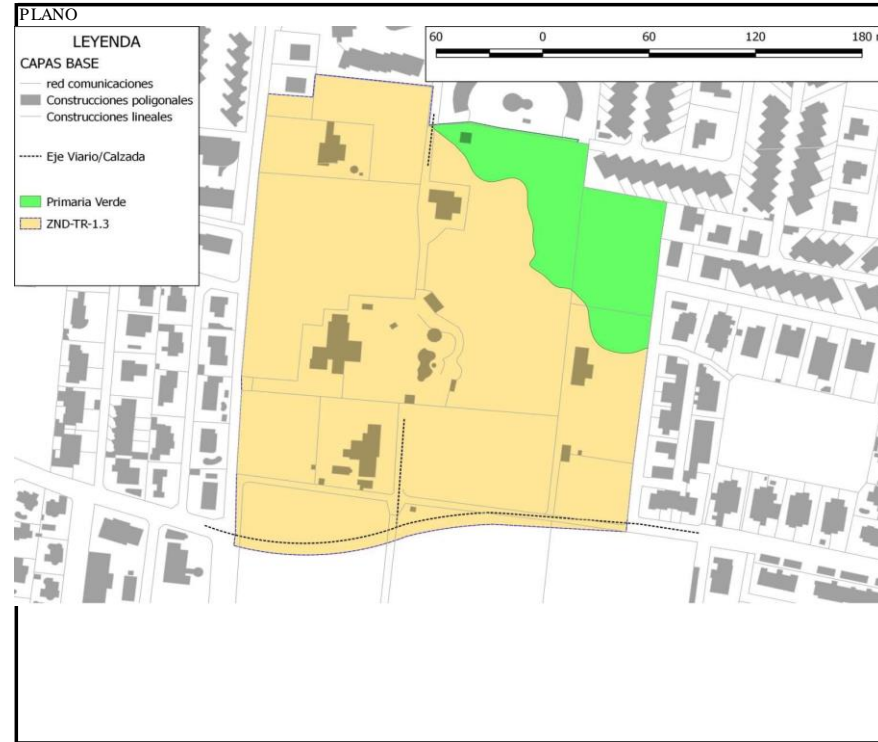 PLANO
LEYENDA
CAPAS BASE
red comunicaciones
Construcciones poligonales
Construcciones lineales
Eje Viario/Calzada
Primaria Verde
ZND-TR-1.3
60 0 60 120 180